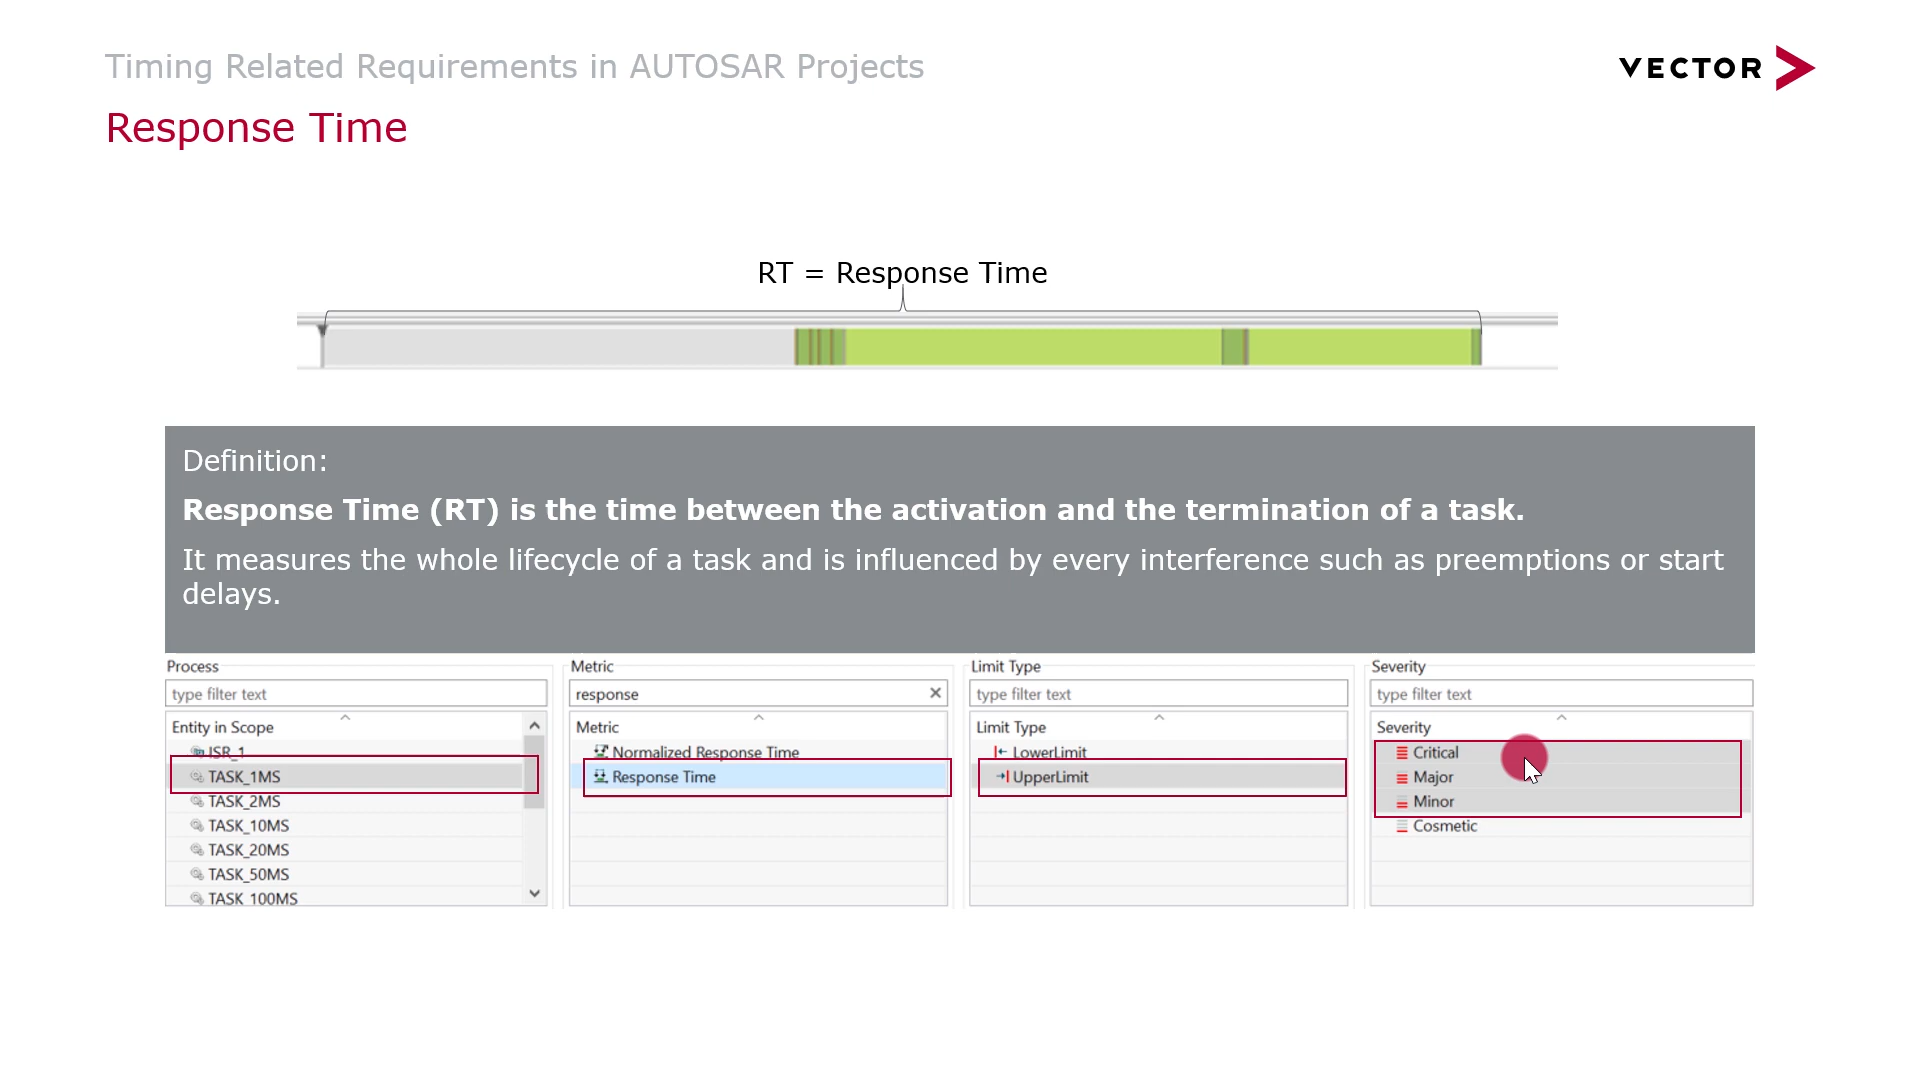 Timing Related Requirements in AUTOSAR Projects
VECTOR
Response Time
RT = Response Time
Definition:
Response Time (RT) is the time between the activation and the termination of a task.
It measures the whole lifecycle of a task and is influenced by every interference such as preemptions or start
delays.
Process
type filter text
Entity in Scope
ISR_1
TASK_1MS
TASK_2MS
TASK_10MS
TASK_20MS
TASK_50MS
TASK_100MS
Metric
response
Metric
Normalized Response Time
Response Time
Limit Type
type filter text
Limit Type
LowerLimit
UpperLimit
Severity
type filter text
Severity
Critical
Major
Minor
Cosmetic